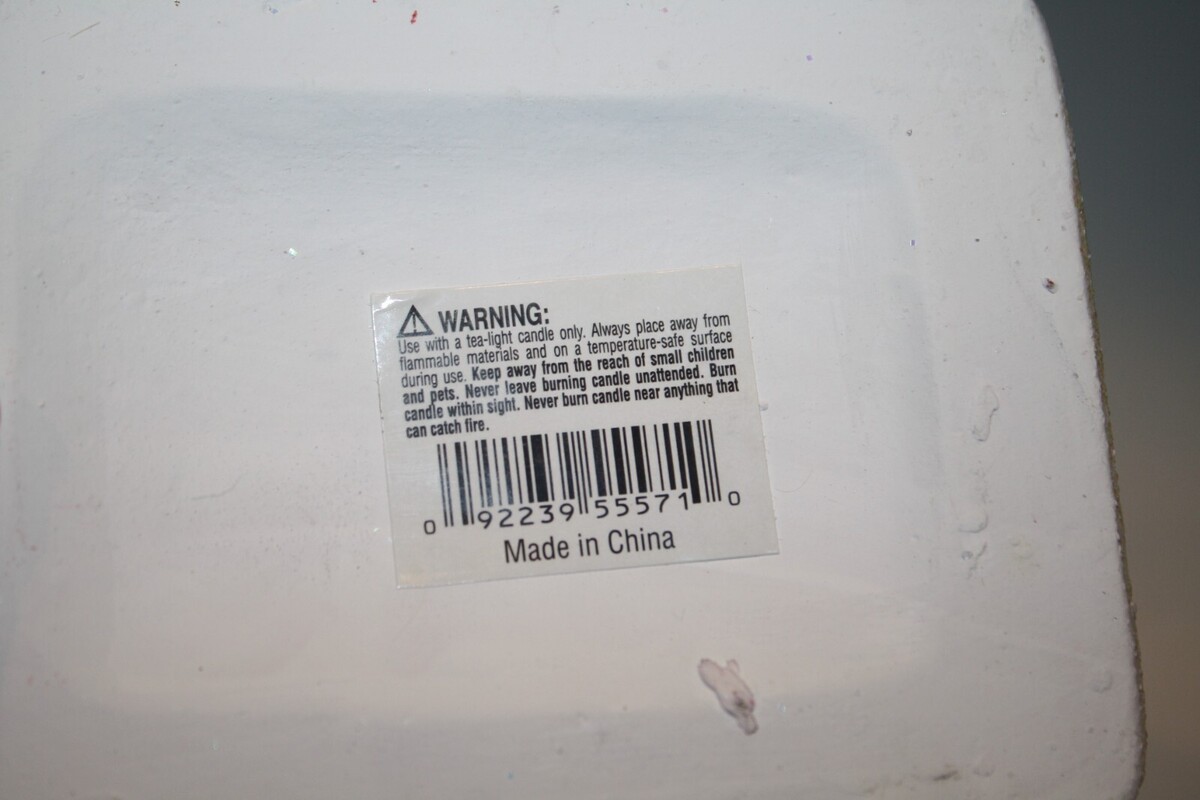 WARNING:
Use with a tea-light candle only. Always place away from
flammable materials and on a temperature-safe surface
during use. Keep away from the reach of small children
and pets. Never leave burning candle unattended. Burn
candle within sight. Never burn candle near anything that
can catch fire.
0 92239 55571 0
Made in China